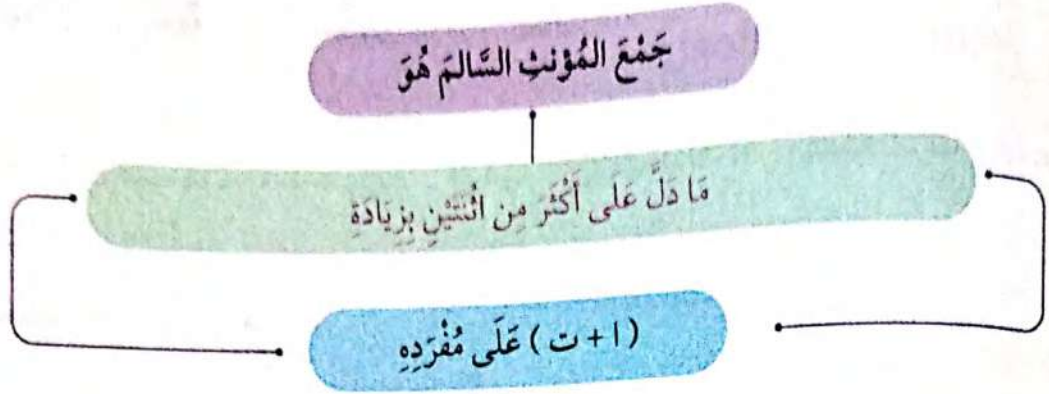 جَمْعَ المُؤنثِ السَّالمَ هُوَ
مَا دَلَّ عَلَى أَكْثَرَ مِن اثْنَتَيْنِ بِزِيَادَةِ
(ا + ت) عَلَى مُفْرَدِهِ